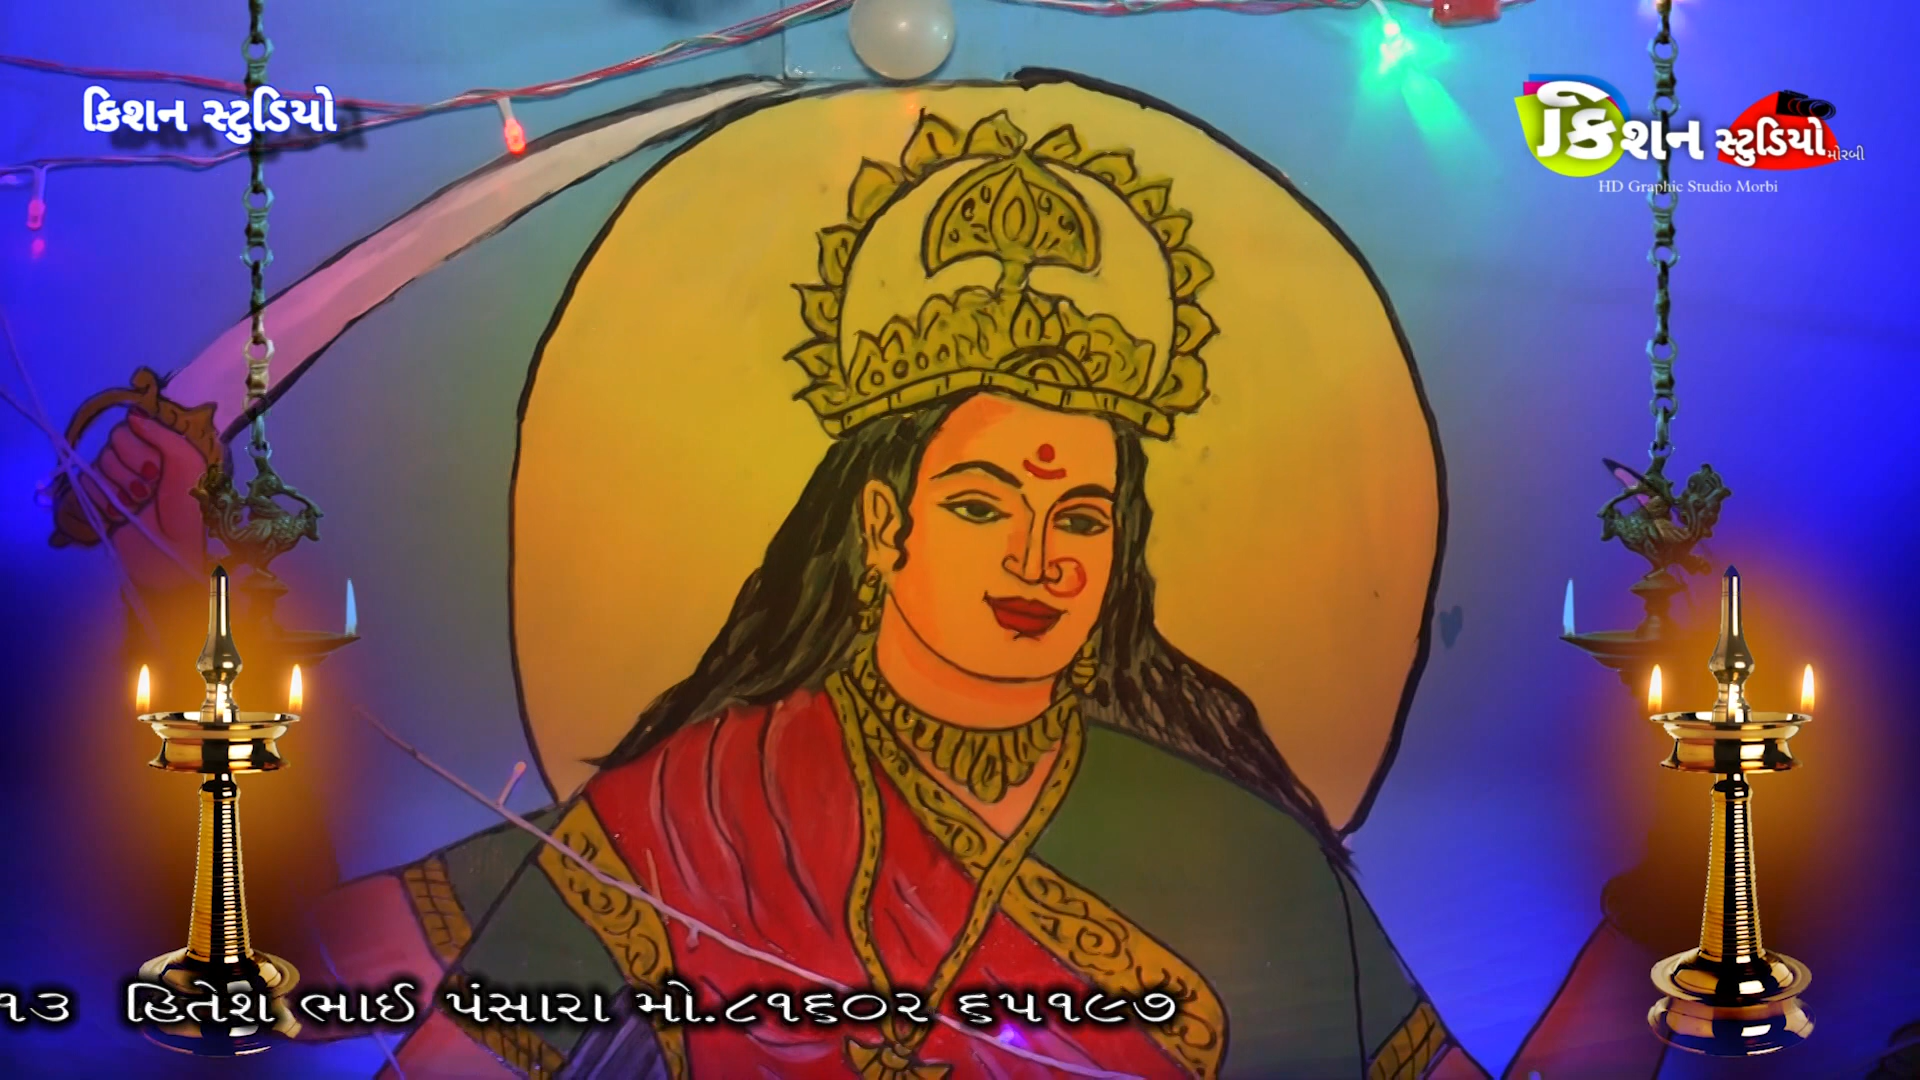 કિશન સ્ટુડિયો
કિશન સ્ટુડિયો મોરબી
HD Graphic Studio Morbi
૧૩ હિતેશ ભાઈ પંસારા મો.૮૧૬૦૨ ૬૫૧૯૭